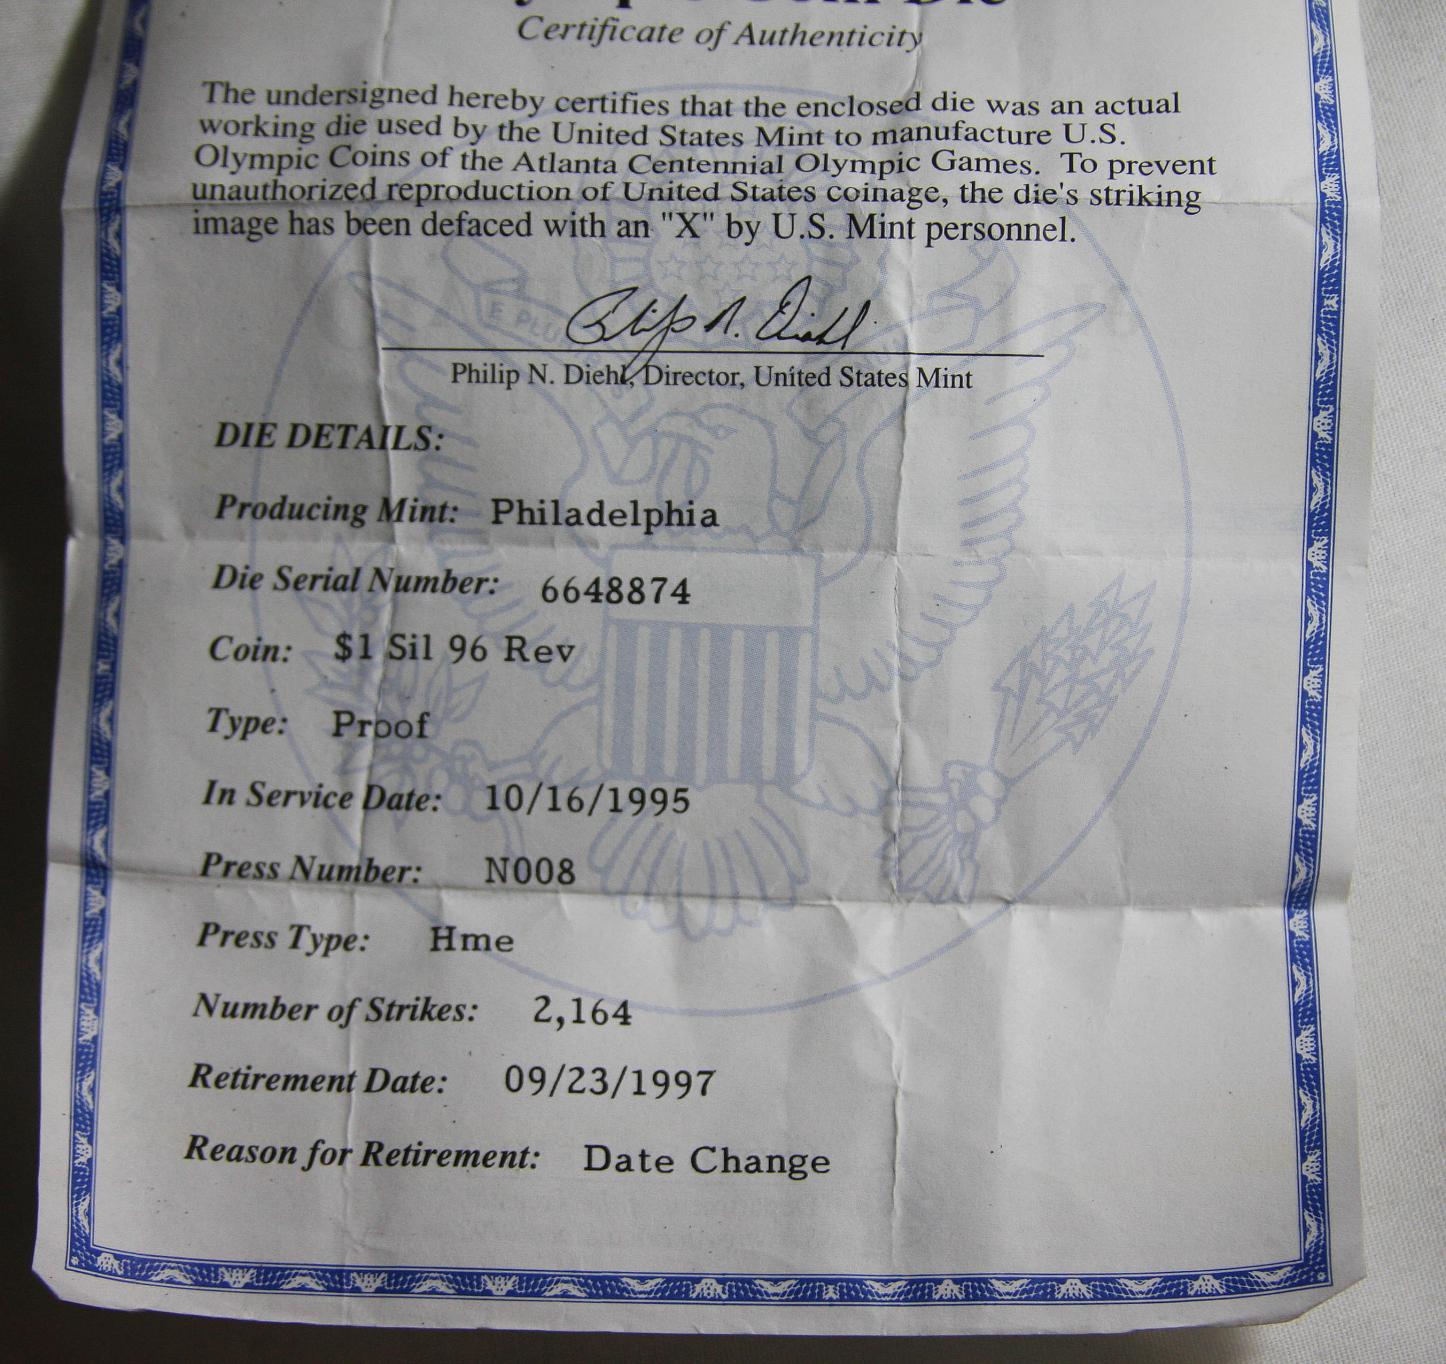 Coin Die
Certificate of Authenticity
The undersigned hereby certifies that the enclosed die was an actual
working die used by the United States Mint to manufacture U.S.
Olympic Coins of the Atlanta Centennial Olympic Games. To prevent
unauthorized reproduction of United States coinage, the die's striking
image has been defaced with an "X" by U.S. Mint personnel.
E PLURIBUS
Philip N. Diehl
Philip N. Diehl, Director, United States Mint
DIE DETAILS:
Producing Mint: Philadelphia
Die Serial Number: 6648874
Coin: $1 Sil 96 Rev
Type: Proof
In Service Date: 10/16/1995
Press Number: N008
Press Type: Hme
Number of Strikes: 2,164
Retirement Date: 09/23/1997
Reason for Retirement: Date Change